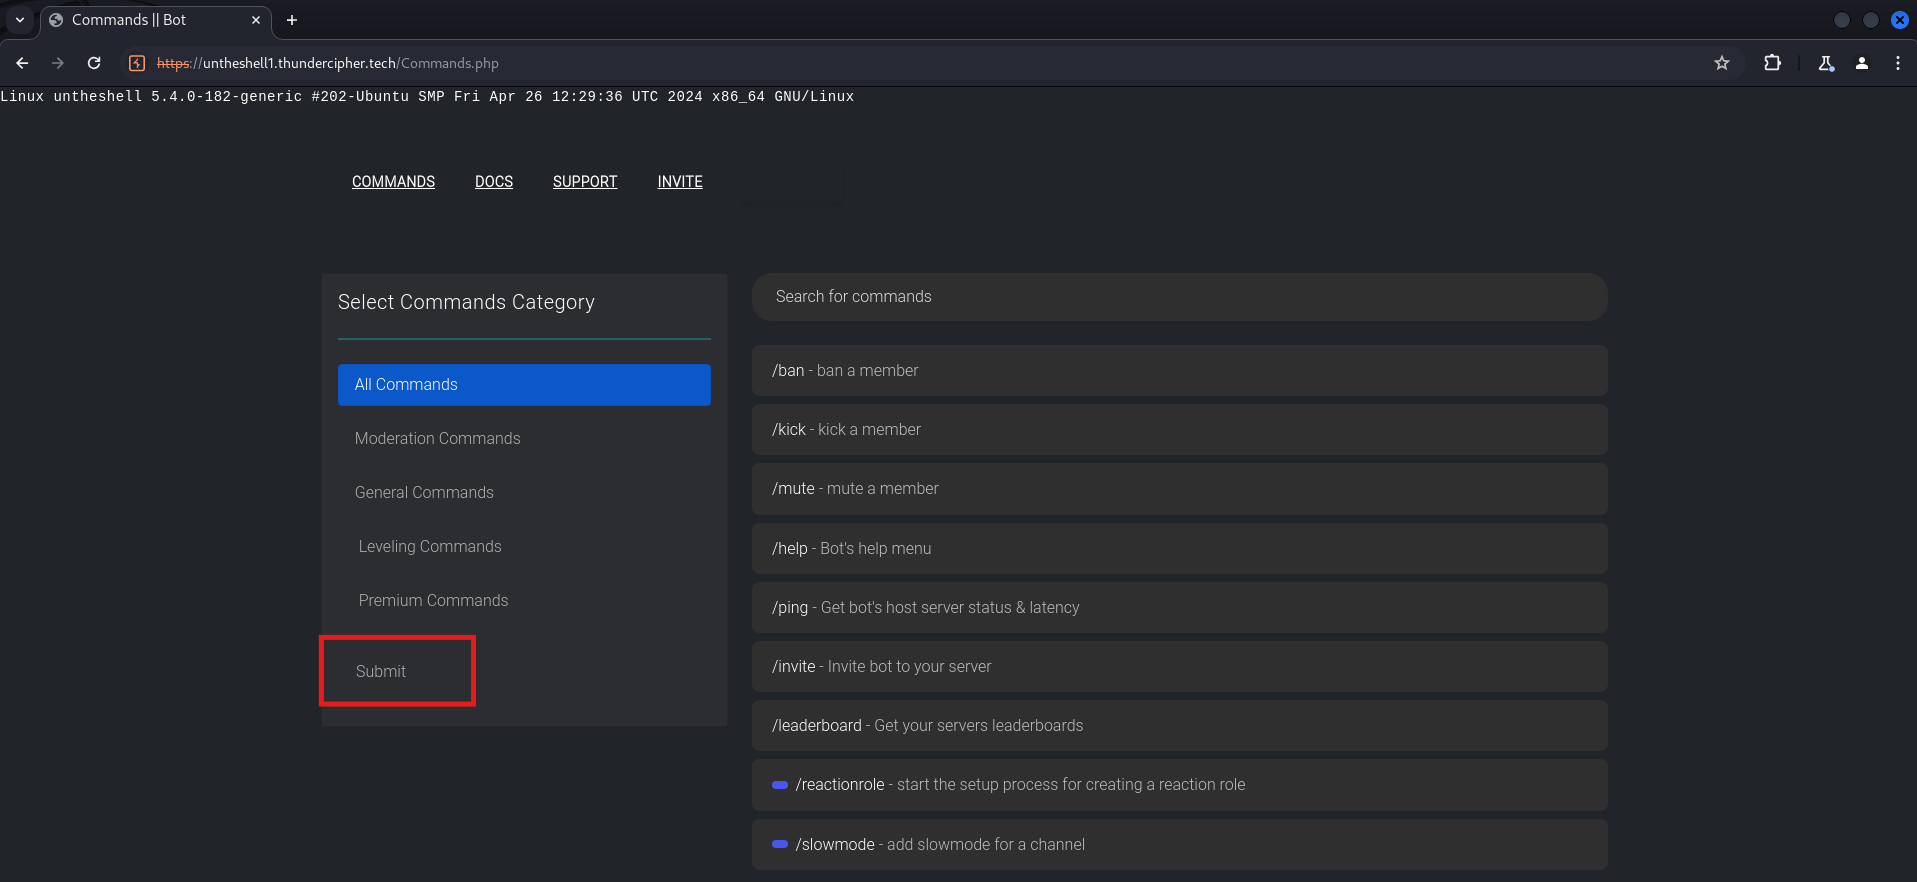 Commands || Bot
https://untheshell1.thundercipher.tech/Commands.php
Linux untheshell 5.4.0-182-generic #202-Ubuntu SMP Fri Apr 26 12:29:36 UTC 2024 x86_64 GNU/Linux
COMMANDS DOCS SUPPORT INVITE
Select Commands Category
All Commands
Moderation Commands
General Commands
Leveling Commands
Premium Commands
Submit
Search for commands
/ban - ban a member
/kick - kick a member
/mute - mute a member
/help - Bot's help menu
/ping - Get bot's host server status & latency
/invite - Invite bot to your server
/leaderboard - Get your servers leaderboards
/reactionrole - start the setup process for creating a reaction role
/slowmode - add slowmode for a channel